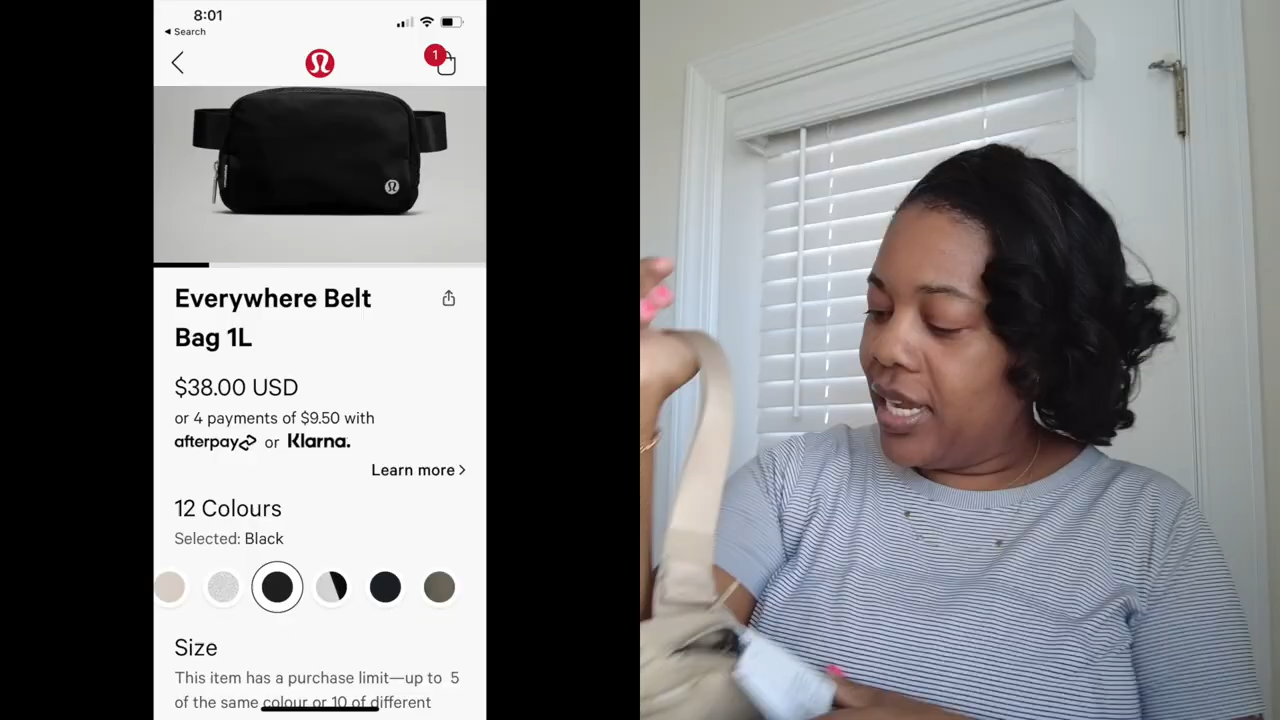 8:01
Search
1
Everywhere Belt
Bag 1L
$38.00 USD
or 4 payments of $9.50 with
afterpay or Klarna.
Learn more
12 Colours
Selected: Black
Size
This item has a purchase limit—up to 5
of the same colour or 10 of different